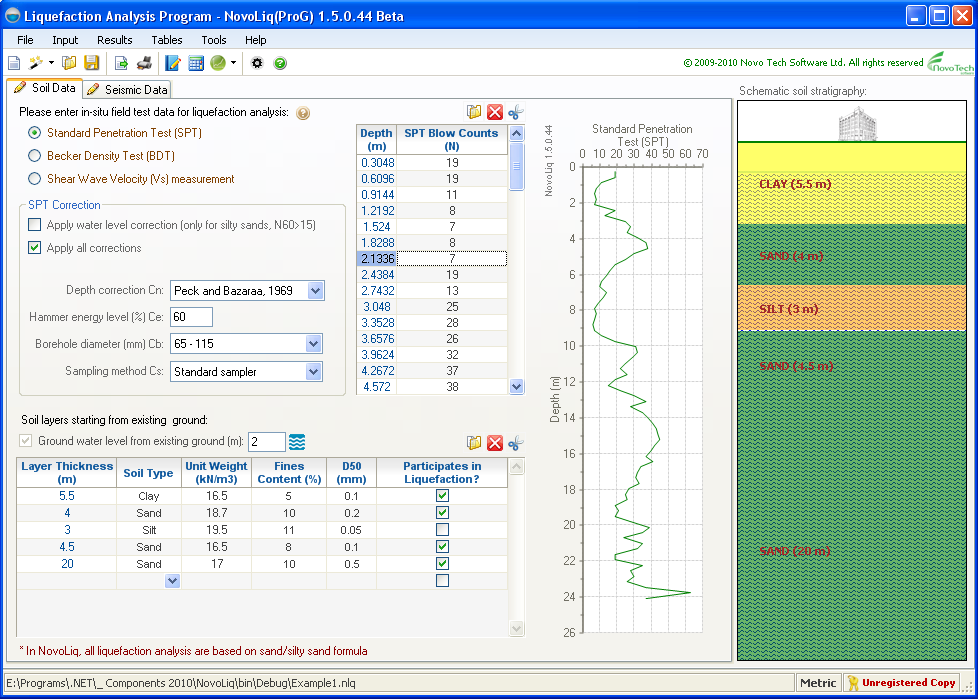 Liquefaction Analysis Program - NovoLiq(ProG) 1.5.0.44 Beta
File Input Results Tables Tools Help
© 2009-2010 Novo Tech Software Ltd. All rights reserved
NovoTech
Soil Data Seismic Data
Please enter in-situ field test data for liquefaction analysis:
Standard Penetration Test (SPT)
Becker Density Test (BDT)
Shear Wave Velocity (Vs) measurement
SPT Correction
Apply water level correction (only for silty sands, N60>15)
Apply all corrections
Depth correction Cn: Peck and Bazaraa, 1969
Hammer energy level (%) Ce: 60
Borehole diameter (mm) Cb: 65 - 115
Sampling method Cs: Standard sampler
Depth (m) SPT Blow Counts (N)
0.3048 19
0.6096 19
0.9144 11
1.2192 8
1.524 7
1.8288 8
2.1336 7
2.4384 19
2.7432 13
3.048 25
3.3528 28
3.6576 26
3.9624 32
4.2672 37
4.572 38
NovoLiq 1.5.0.44
Standard Penetration
Test (SPT)
0 10 20 30 40 50 60 70
0
2
4
6
8
10
12
14
16
18
20
22
24
26
Depth (m)
Schematic soil stratigraphy:
CLAY (5.5 m)
SAND (4 m)
SILT (3 m)
SAND (4.5 m)
SAND (20 m)
Soil layers starting from existing ground:
Ground water level from existing ground (m): 2
Layer Thickness (m) Soil Type Unit Weight (kN/m3) Fines Content (%) D50 (mm) Participates in Liquefaction?
5.5 Clay 16.5 5 0.1
4 Sand 18.7 10 0.2
3 Silt 19.5 11 0.05
4.5 Sand 16.5 8 0.1
20 Sand 17 10 0.5
* In NovoLiq, all liquefaction analysis are based on sand/silty sand formula
E:\Programs\.NET\_ Components 2010\NovoLiq\bin\Debug\Example1.nlq
Metric
Unregistered Copy